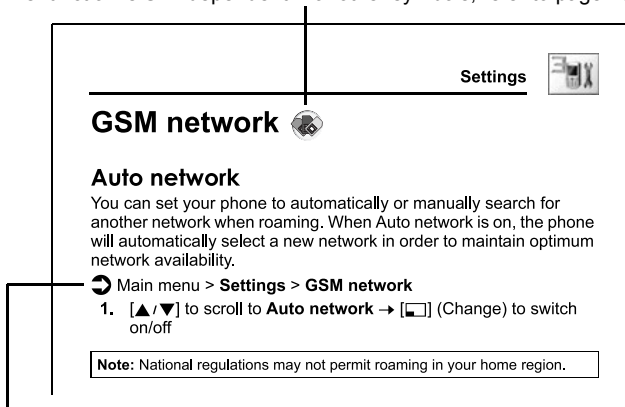 Settings
GSM network
Auto network
You can set your phone to automatically or manually search for
another network when roaming. When Auto network is on, the phone
will automatically select a new network in order to maintain optimum
network availability.
Main menu > Settings > GSM network
1. [▲/▼] to scroll to Auto network → [] (Change) to switch
on/off
Note: National regulations may not permit roaming in your home region.